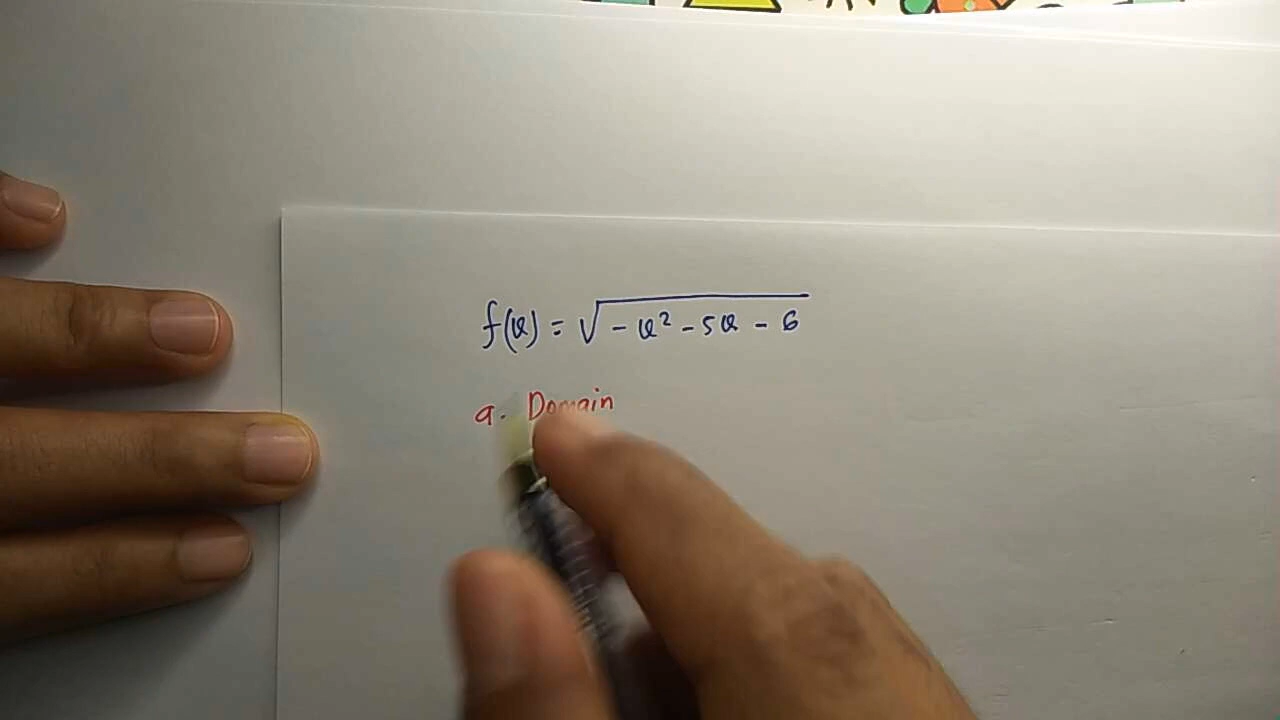 f(x) = √(-x² - 5x - 6)
a. Domain